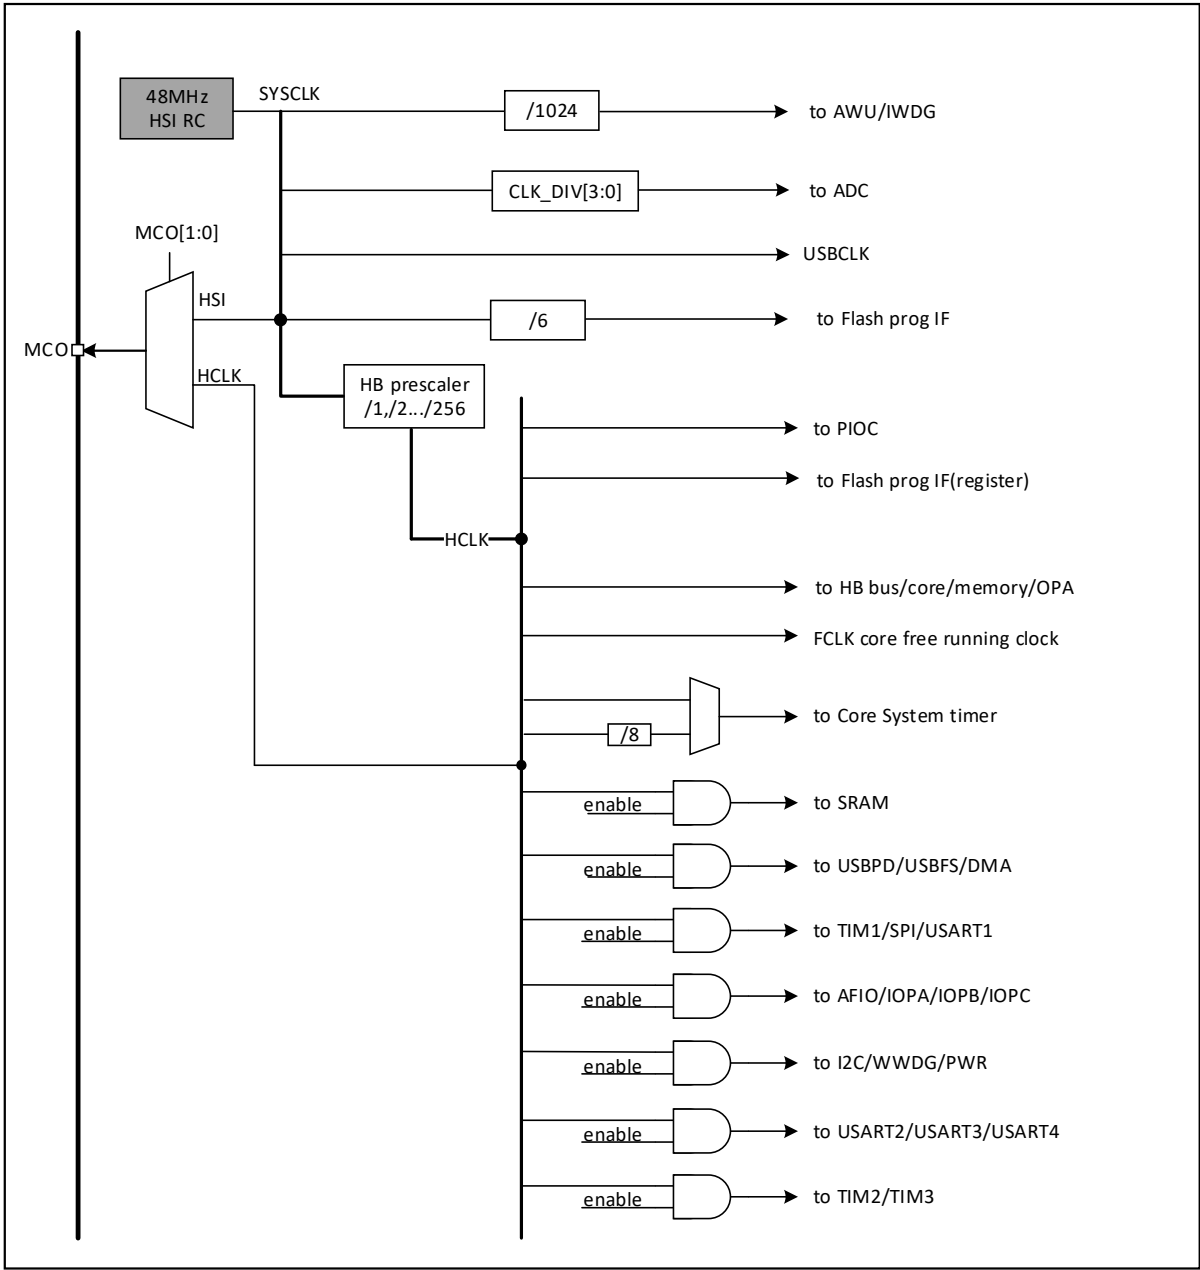 48MHz
HSI RC
SYSCLK
/1024
to AWU/IWDG
CLK_DIV[3:0]
to ADC
MCO[1:0]
USBCLK
HSI
/6
to Flash prog IF
MCO
HCLK
HB prescaler
/1,/2.../256
to PIOC
to Flash prog IF(register)
HCLK
to HB bus/core/memory/OPA
FCLK core free running clock
to Core System timer
/8
enable
to SRAM
enable
to USBPD/USBFS/DMA
enable
to TIM1/SPI/USART1
enable
to AFIO/IOPA/IOPB/IOPC
enable
to I2C/WWDG/PWR
enable
to USART2/USART3/USART4
enable
to TIM2/TIM3